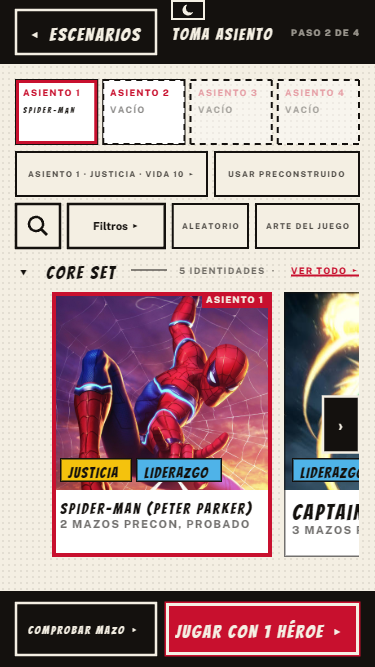 ◂ ESCENARIOS
TOMA ASIENTO
PASO 2 DE 4
ASIENTO 1
SPIDER-MAN
ASIENTO 2
VACÍO
ASIENTO 3
VACÍO
ASIENTO 4
VACÍO
ASIENTO 1 · JUSTICIA · VIDA 10 ▸
USAR PRECONSTRUIDO
Filtros ▸
ALEATORIO
ARTE DEL JUEGO
▾ CORE SET
5 IDENTIDADES ·
VER TODO ▸
ASIENTO 1
JUSTICIA
LIDERAZGO
SPIDER-MAN (PETER PARKER)
2 MAZOS PRECON, PROBADO
LIDERAZG
CAPTAIN
3 MAZOS P
›
COMPROBAR MAZO ▸
JUGAR CON 1 HÉROE ▸